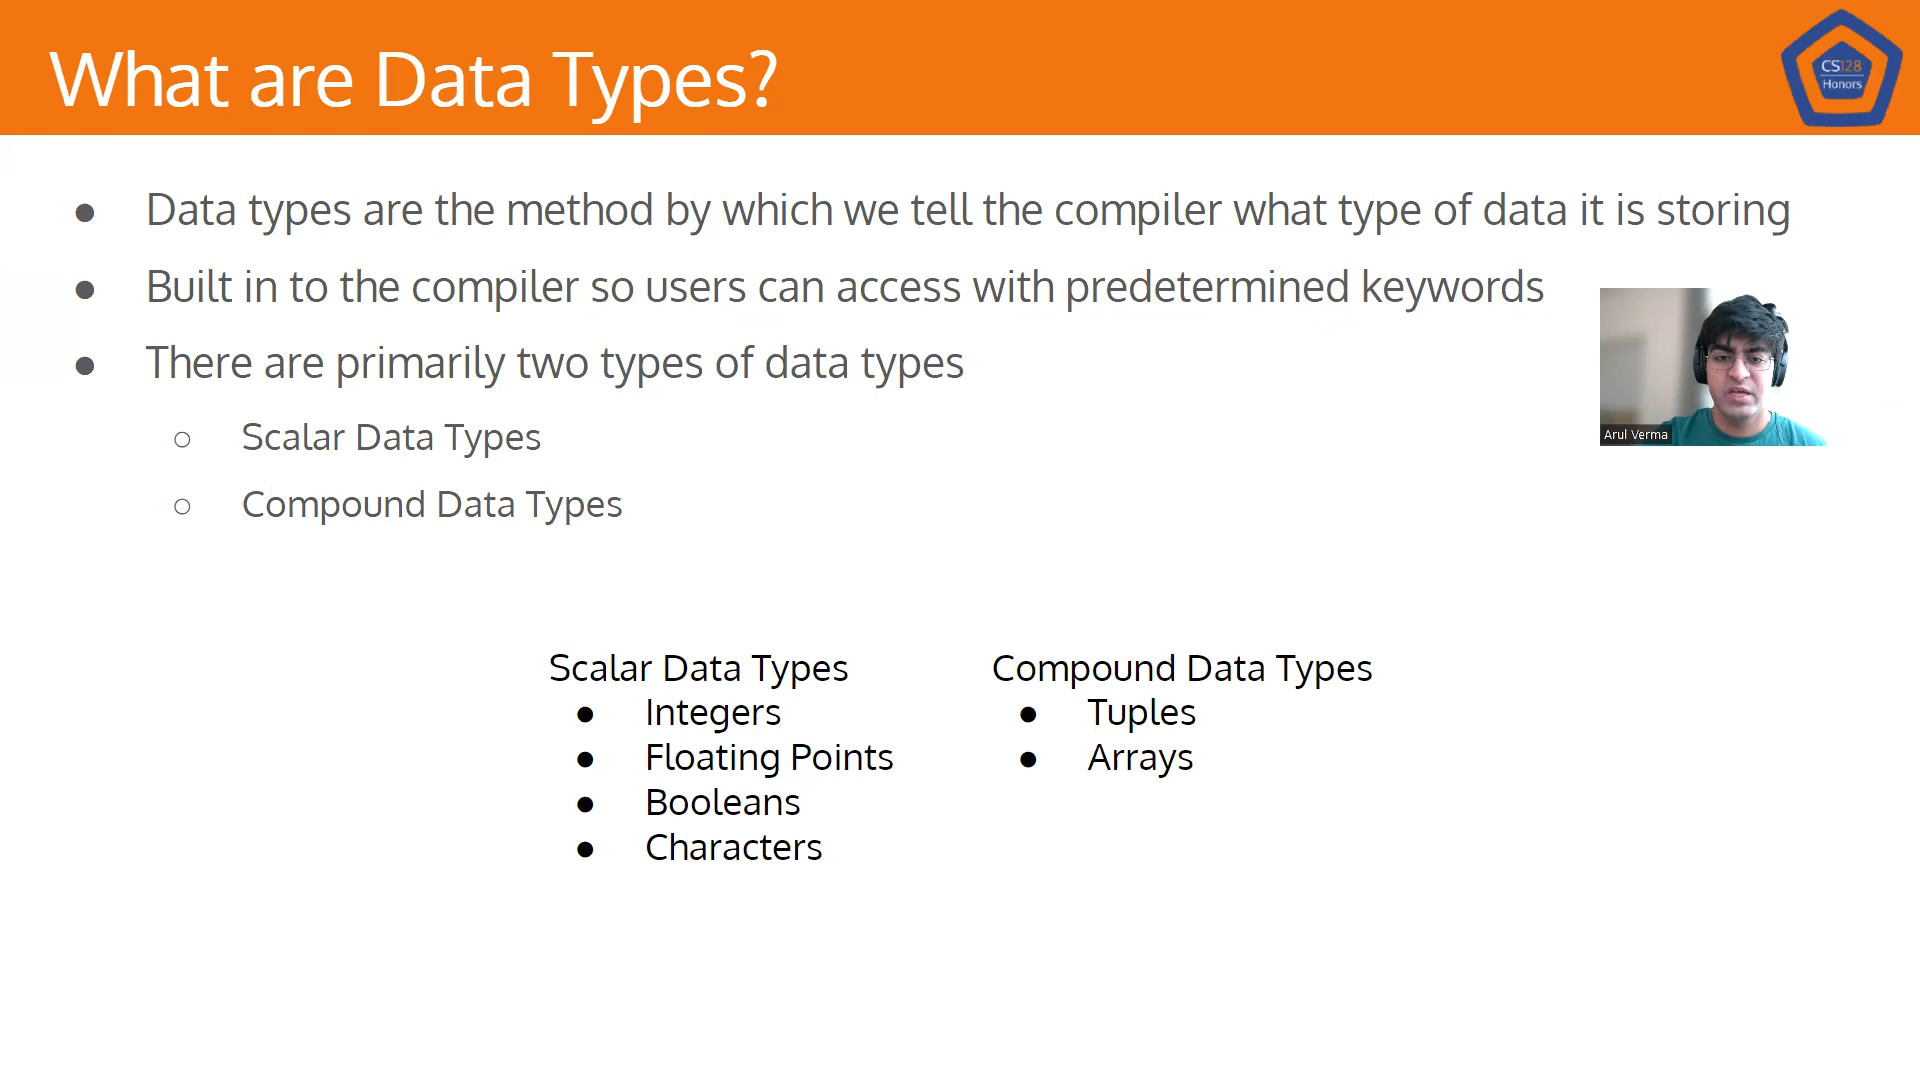 What are Data Types?
CS128
Honors
● Data types are the method by which we tell the compiler what type of data it is storing
● Built in to the compiler so users can access with predetermined keywords
● There are primarily two types of data types
○ Scalar Data Types
○ Compound Data Types
Arul Verma
Scalar Data Types
● Integers
● Floating Points
● Booleans
● Characters
Compound Data Types
● Tuples
● Arrays